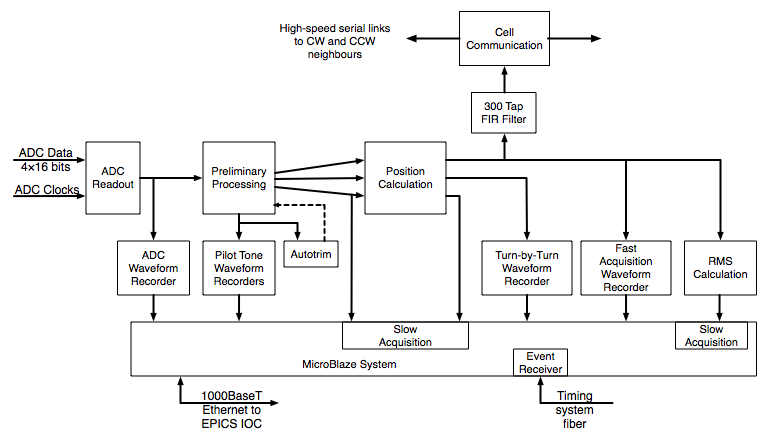 High-speed serial links
to CW and CCW
neighbours
Cell
Communication
300 Tap
FIR Filter
ADC Data
4×16 bits
ADC Clocks
ADC
Readout
Preliminary
Processing
Position
Calculation
ADC
Waveform
Recorder
Pilot Tone
Waveform
Recorders
Autotrim
Turn-by-Turn
Waveform
Recorder
Fast
Acquisition
Waveform
Recorder
RMS
Calculation
Slow
Acquisition
Slow
Acquisition
MicroBlaze System
Event
Receiver
1000BaseT
Ethernet to
EPICS IOC
Timing
system
fiber